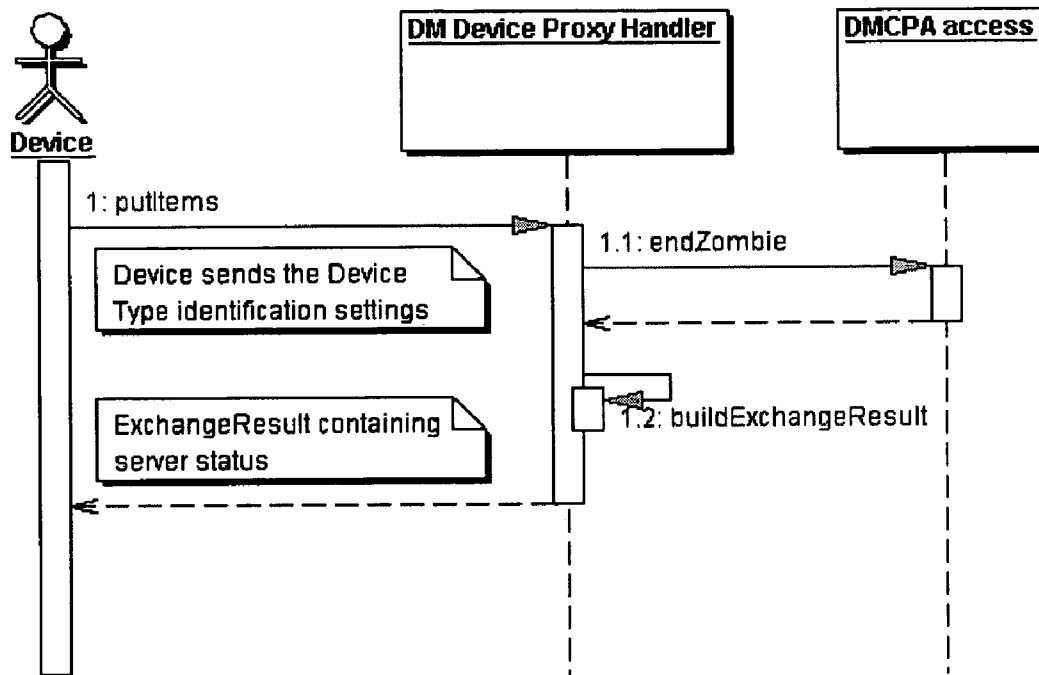 DM Device Proxy Handler
DMCPA access
Device
1: putItems
1.1: endZombie
Device sends the Device
Type identification settings
1.2: buildExchangeResult
ExchangeResult containing
server status